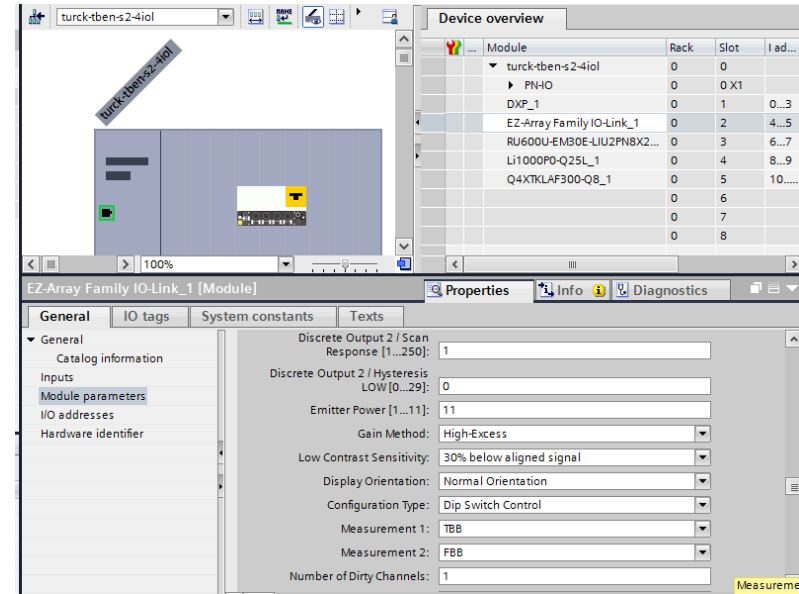 turck-tben-s2-4iol
Device overview
... Module Rack Slot I ad...
turck-tben-s2-4iol 0 0
PN-IO 0 0 X1
DXP_1 0 1 0...3
EZ-Array Family IO-Link_1 0 2 4...5
RU600U-EM30E-LIU2PN8X2... 0 3 6...7
Li1000P0-Q25L_1 0 4 8...9
Q4XTKLAF300-Q8_1 0 5 10.....
0 6
0 7
0 8
turck-tben-s2-4iol
100%
EZ-Array Family IO-Link_1 [Module]
Properties Info Diagnostics
General IO tags System constants Texts
General
Catalog information
Inputs
Module parameters
I/O addresses
Hardware identifier
Discrete Output 2 / Scan
Response [1...250]: 1
Discrete Output 2 / Hysteresis
LOW [0...29]: 0
Emitter Power [1...11]: 11
Gain Method: High-Excess
Low Contrast Sensitivity: 30% below aligned signal
Display Orientation: Normal Orientation
Configuration Type: Dip Switch Control
Measurement 1: TBB
Measurement 2: FBB
Number of Dirty Channels: 1
Measureme